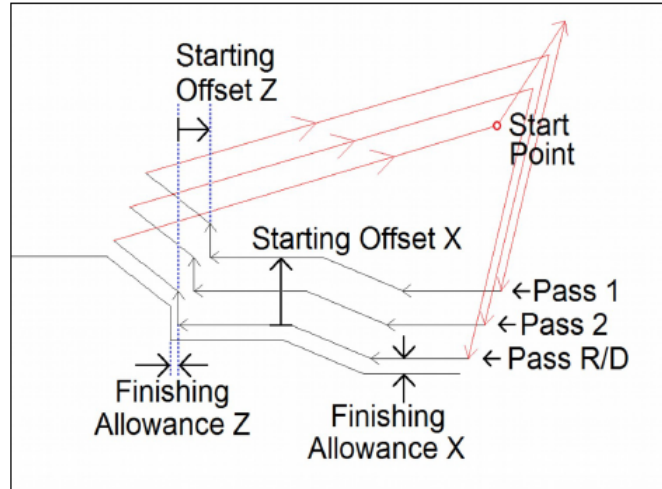 Starting
Offset Z
Start
Point
Starting Offset X
←Pass 1
←Pass 2
←Pass R/D
Finishing
Allowance Z
Finishing
Allowance X